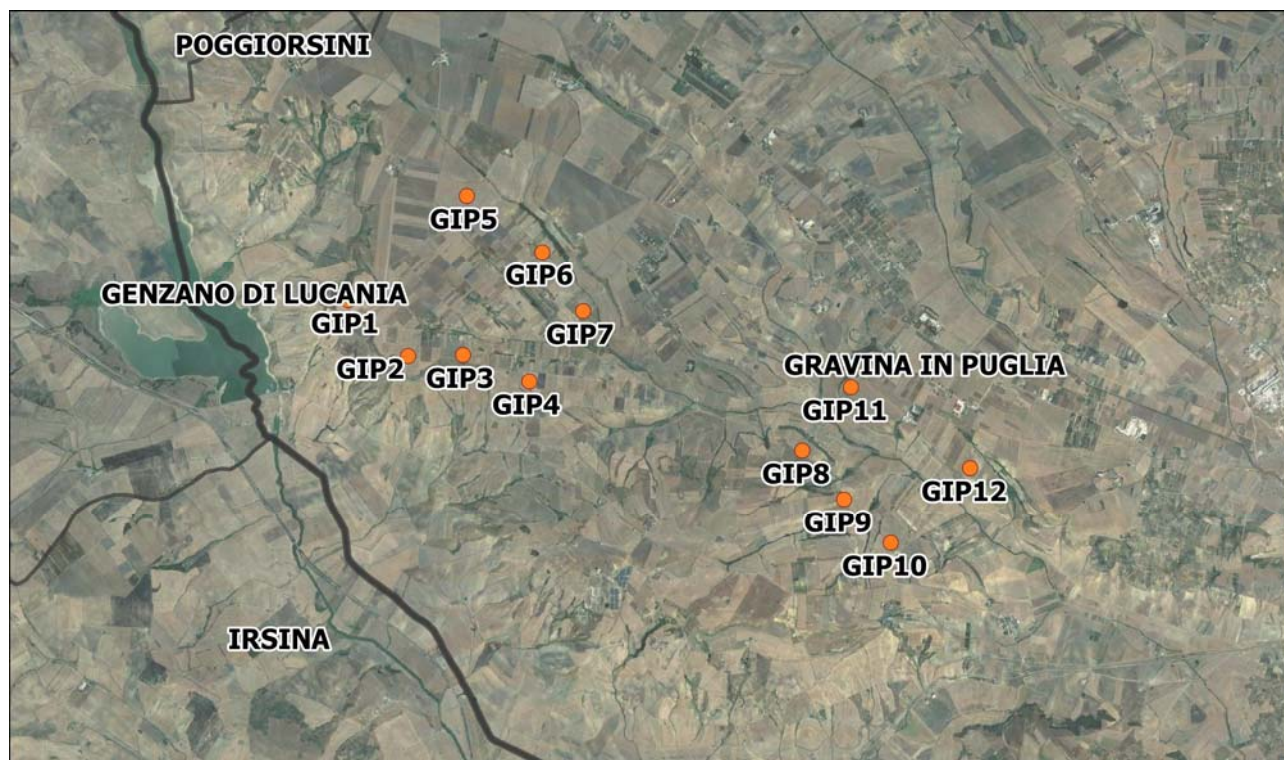 POGGIORSINI
GIP5
GIP6
GENZANO DI LUCANIA
GIP1
GIP7
GIP2
GIP3
GRAVINA IN PUGLIA
GIP4
GIP11
GIP8
GIP12
GIP9
GIP10
IRSINA